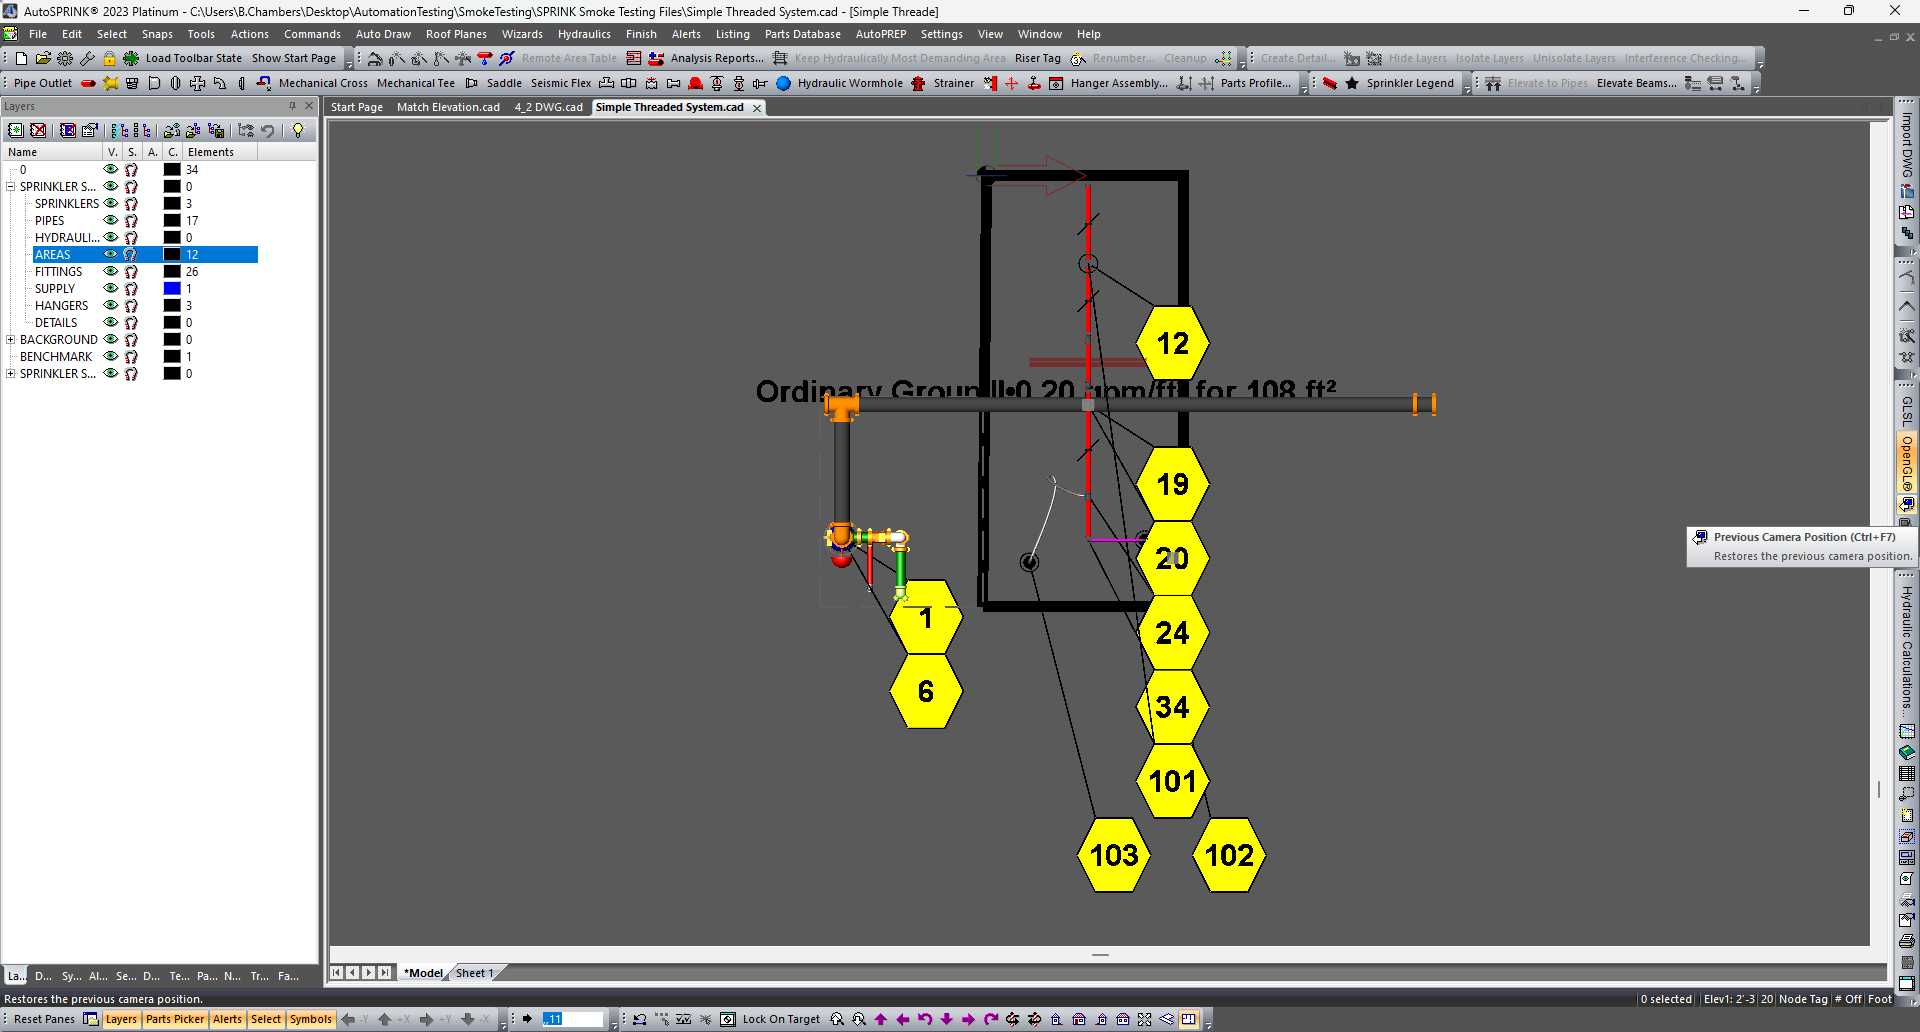 AutoSPRINK® 2023 Platinum - C:\Users\B.Chambers\Desktop\AutomationTesting\SmokeTesting\SPRINK Smoke Testing Files\Simple Threaded System.cad - [Simple Threade]
File Edit Select Snaps Tools Actions Commands Auto Draw Roof Planes Wizards Hydraulics Finish Alerts Listing Parts Database AutoPREP Settings View Window Help
Load Toolbar State Show Start Page Remote Area Table Analysis Reports... Keep Hydraulically Most Demanding Area Riser Tag Renumber... Cleanup Create Detail... Hide Layers Isolate Layers Unisolate Layers Interference Checking...
Pipe Outlet Mechanical Cross Mechanical Tee Saddle Seismic Flex Hydraulic Wormhole Strainer Hanger Assembly... Parts Profile... Sprinkler Legend Elevate to Pipes Elevate Beams...
Layers
Start Page Match Elevation.cad 4_2 DWG.cad Simple Threaded System.cad
Name V. S. A. C. Elements
0 34
SPRINKLER S... 0
SPRINKLERS 3
PIPES 17
HYDRAULI... 0
AREAS 12
FITTINGS 26
SUPPLY 1
HANGERS 3
DETAILS 0
BACKGROUND 0
BENCHMARK 1
SPRINKLER S... 0
Ordinary Group II•0.20 gpm/ft² for 108 ft²
12
19
20
24
34
101
103
102
1
6
Import DWG
GLSL
OpenGL®
Previous Camera Position (Ctrl+F7)
Restores the previous camera position.
Hydraulic Calculations...
La... D... Sy... Al... Se... D... Te... Pa... N... Tr... Fa...
*Model Sheet 1
Restores the previous camera position.
0 selected Elev1: 2'-3 20 Node Tag # Off Foot
Reset Panes Layers Parts Picker Alerts Select Symbols -Y +X +Y -X
,11
Lock On Target